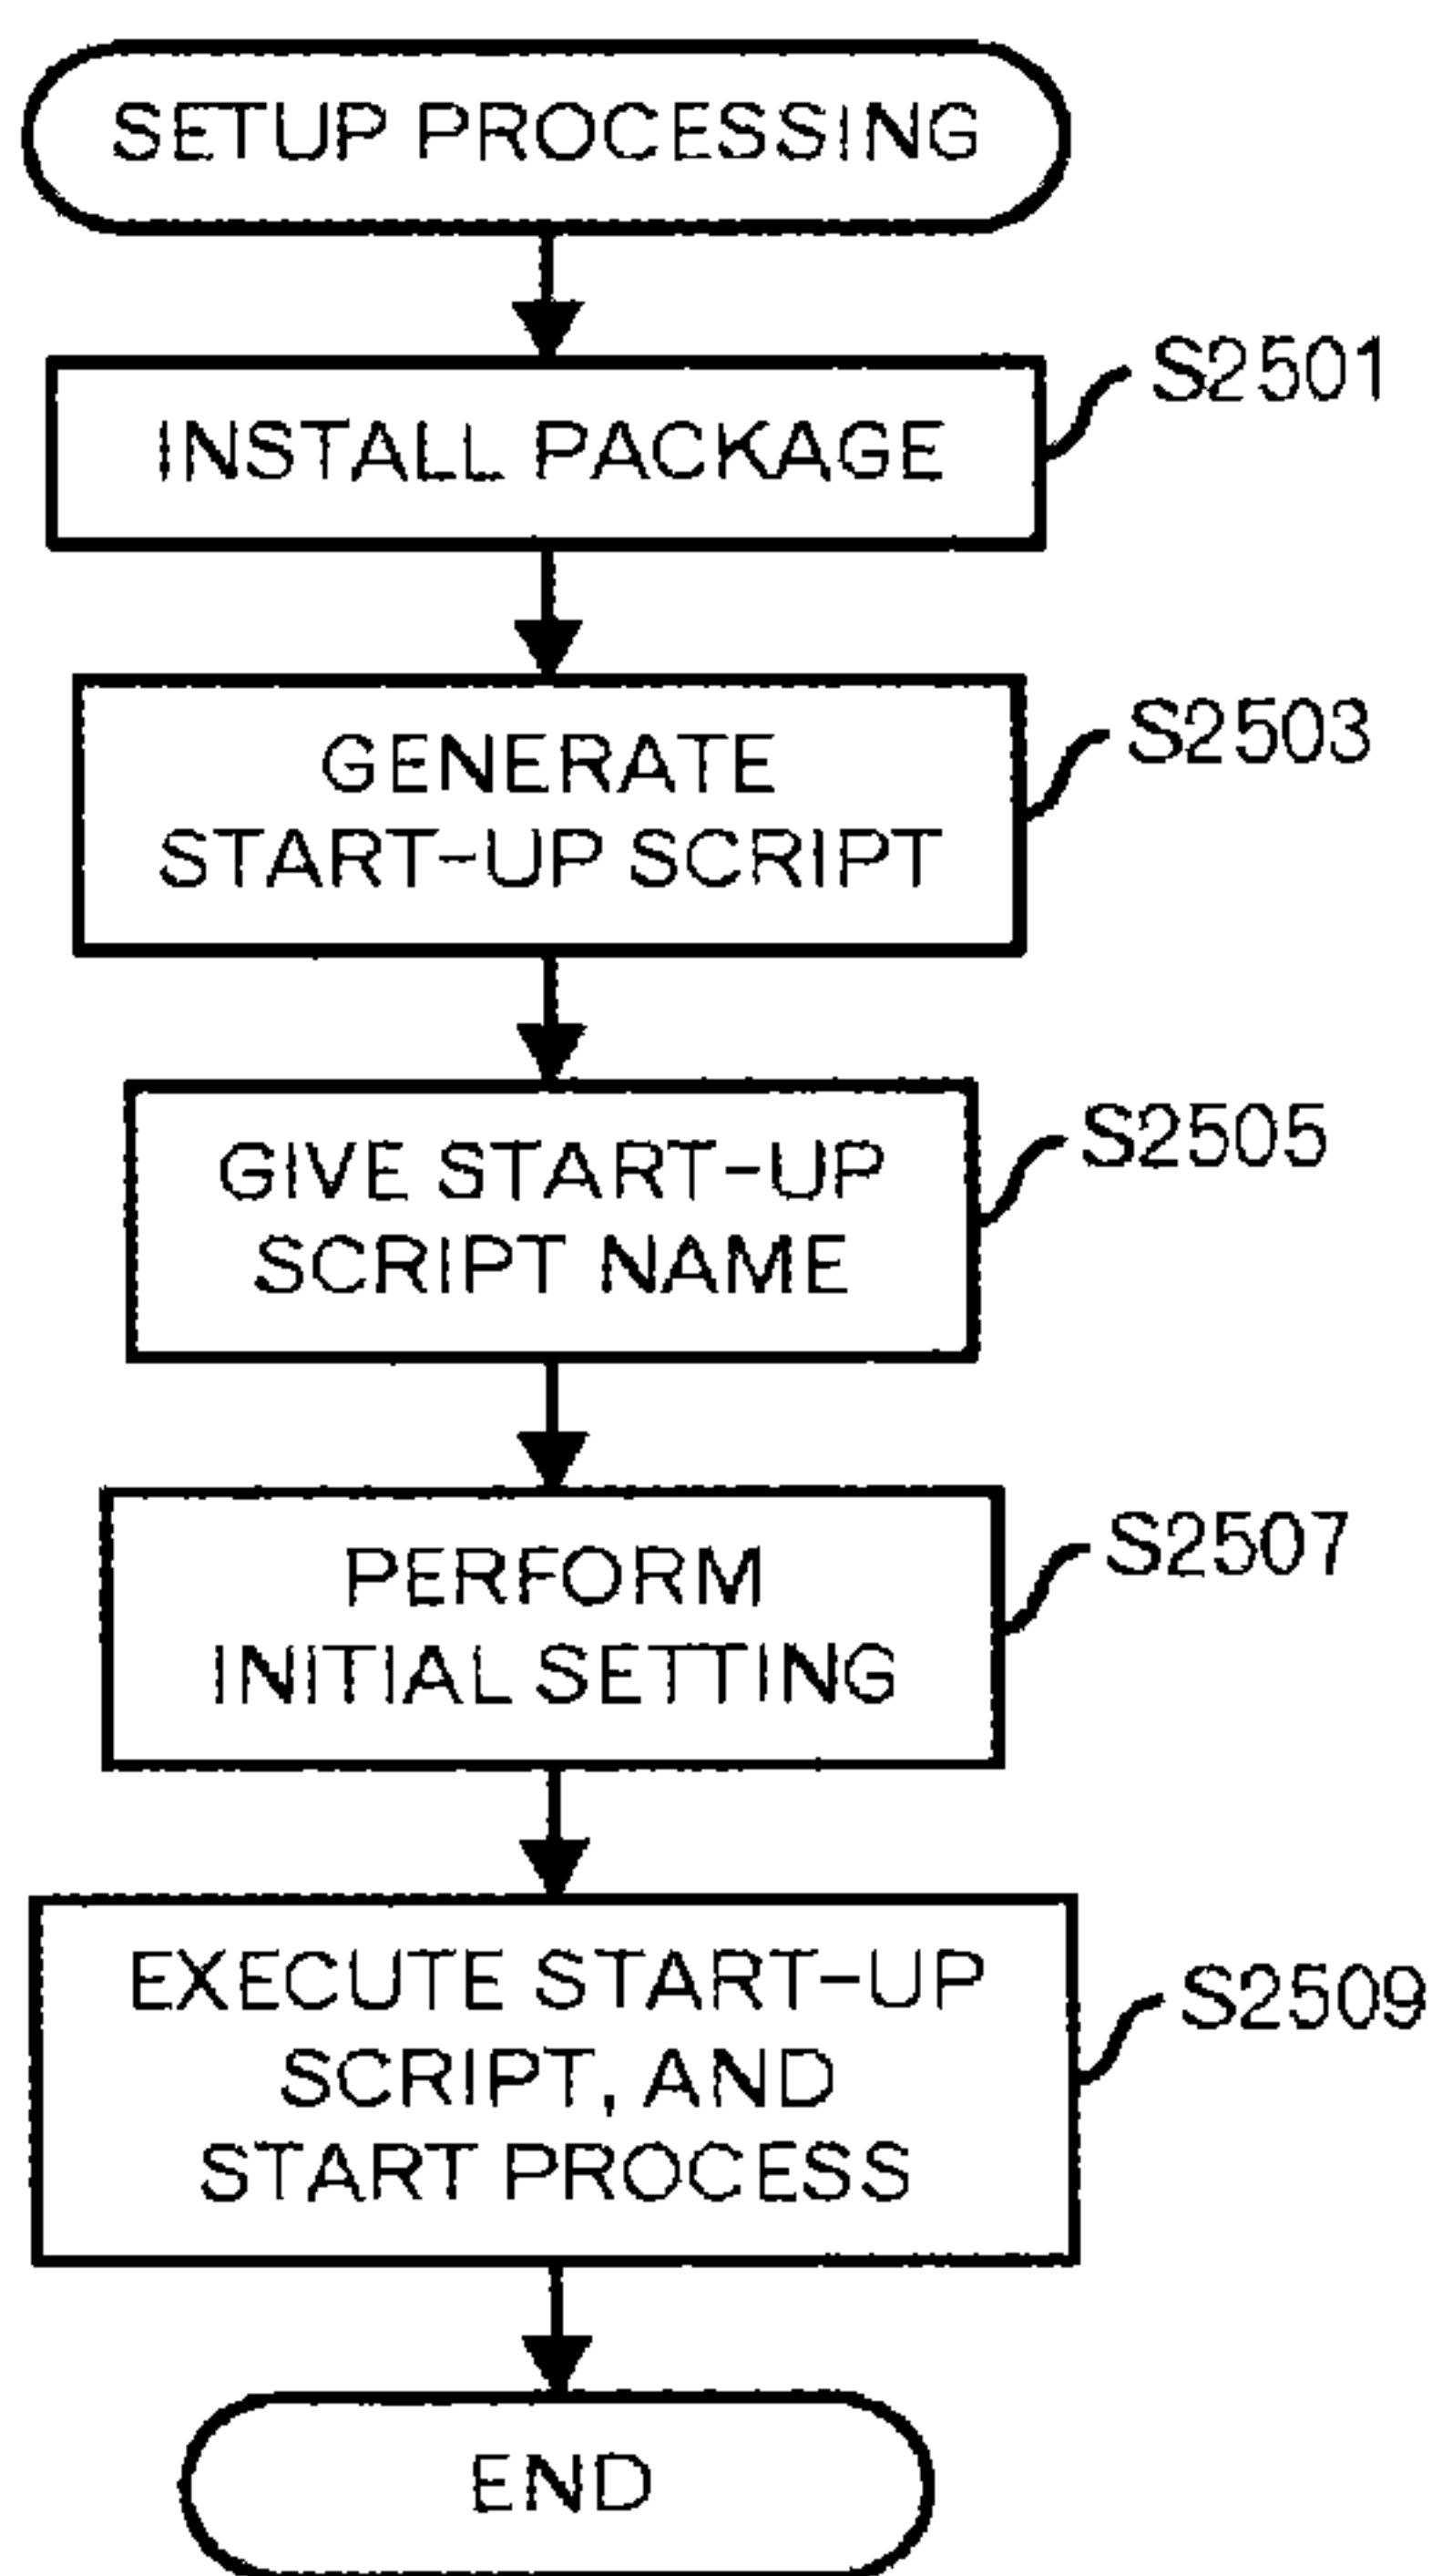 SETUP PROCESSING
S2501
INSTALL PACKAGE
S2503
GENERATE
START-UP SCRIPT
S2505
GIVE START-UP
SCRIPT NAME
S2507
PERFORM
INITIAL SETTING
S2509
EXECUTE START-UP
SCRIPT, AND
START PROCESS
END